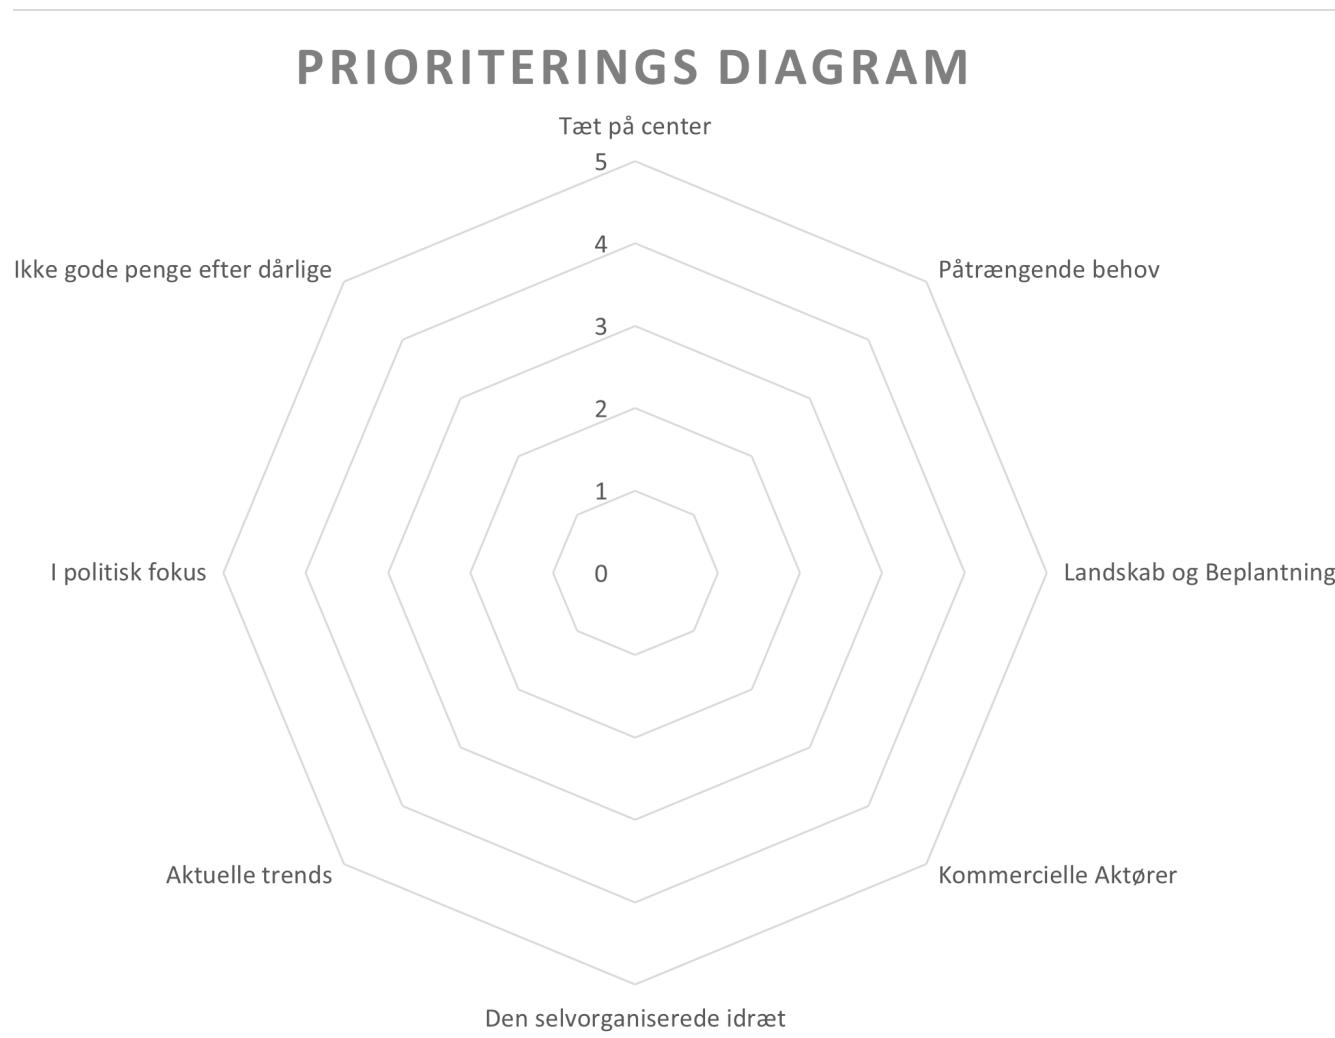 PRIORITERINGS DIAGRAM
Tæt på center
5
4
Ikke gode penge efter dårlige
Påtrængende behov
3
2
1
I politisk fokus
0
Landskab og Beplantning
Aktuelle trends
Kommercielle Aktører
Den selvorganiserede idræt